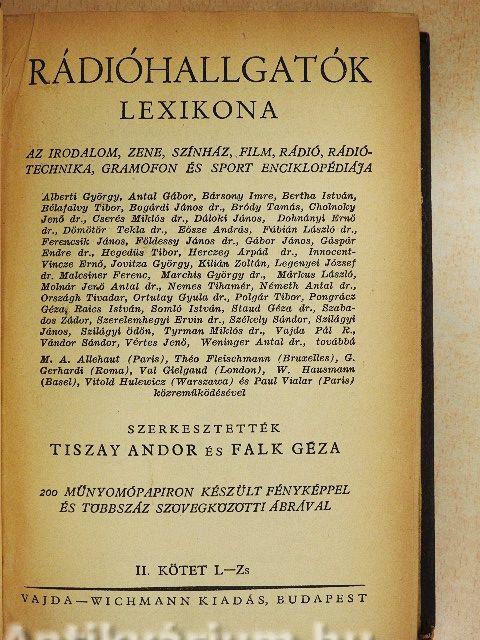 RÁDIÓHALLGATÓK
LEXIKONA
AZ IRODALOM, ZENE, SZÍNHÁZ, FILM, RÁDIÓ, RÁDIÓ-
TECHNIKA, GRAMOFON ÉS SPORT ENCIKLOPÉDIÁJA
Alberti György, Antal Gábor, Bársony Imre, Bertha István,
Bélafalvy Tibor, Bogárdi János dr., Bródy Tamás, Cholnoky
Jenő dr., Cserés Miklós dr., Dáloki János, Dohnányi Ernő
dr., Dömötör Tekla dr., Eősze András, Fábián László dr.,
Ferencsik János, Földessy János dr., Gábor János, Gáspár
Endre dr., Hegedüs Tibor, Herczeg Árpád dr., Innocent-
Vincze Ernő, Jovitza György, Kilián Zoltán, Legenyei József
dr. Malcsiner Ferenc, Marchis György dr., Márkus László,
Molnár Jenő Antal dr., Nemes Tihamér, Németh Antal dr.,
Országh Tivadar, Ortutay Gyula dr., Polgár Tibor, Pongrácz
Géza, Raics István, Somló István, Staud Géza dr., Szaba-
dos Zádor, Szerelemhegyi Ervin dr., Székely Sándor, Szilágyi
János, Szilágyi Ödön, Tyrman Miklós dr., Vajda Pál R.,
Vándor Sándor, Vértes Jenő, Weninger Antal dr., továbbá
M. A. Allehaut (Paris), Théo Fleischmann (Bruxelles), G.
Gerhardi (Roma), Val Gielgud (London), W. Hausmann
(Basel), Vitold Hulewicz (Warszawa) és Paul Vialar (Paris)
közreműködésével
SZERKESZTETTÉK
TISZAY ANDOR ÉS FALK GÉZA
200 MŰNYOMÓPAPIRON KÉSZÜLT FÉNYKÉPPEL
ÉS TÖBBSZÁZ SZÖVEGKÖZÖTTI ÁBRÁVAL
II. KÖTET L—Zs
VAJDA—WICHMANN KIADÁS, BUDAPEST
Antikvárium.hu